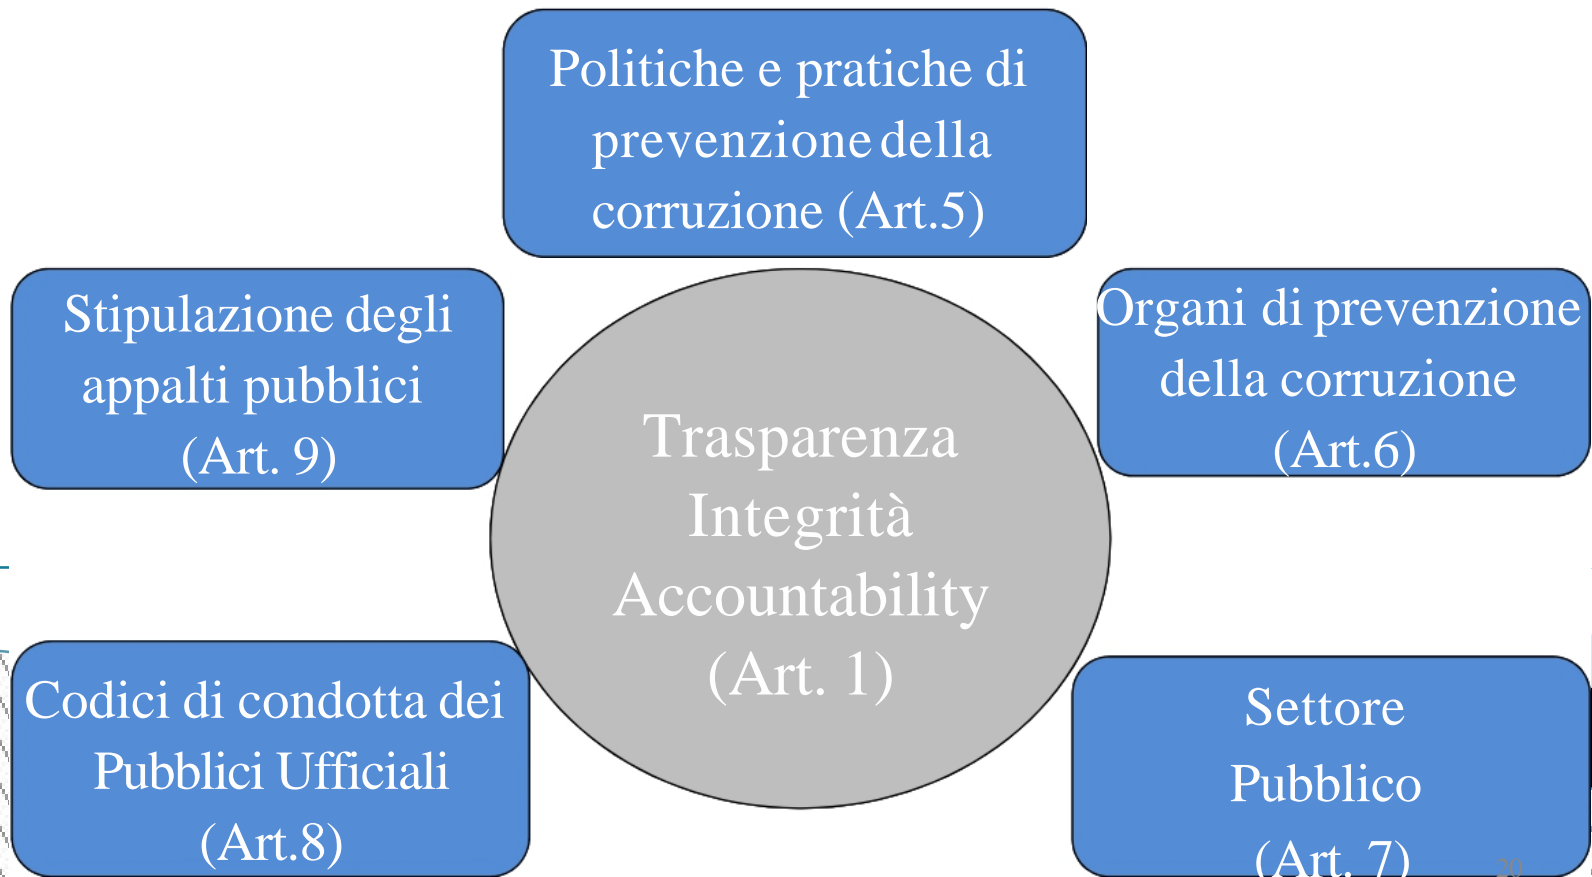 Politiche e pratiche di
prevenzione della
corruzione (Art.5)
Stipulazione degli
appalti pubblici
(Art. 9)
Organi di prevenzione
della corruzione
(Art.6)
Trasparenza
Integrità
Accountability
(Art. 1)
Codici di condotta dei
Pubblici Ufficiali
(Art.8)
Settore
Pubblico
(Art. 7)
20